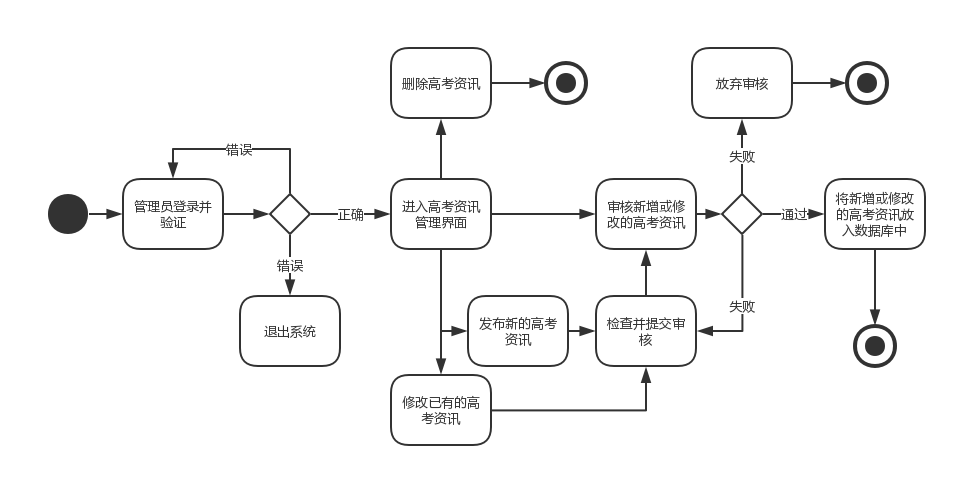 删除高考资讯
放弃审核
错误
失败
管理员登录并
验证
正确
进入高考资讯
管理界面
审核新增或修
改的高考资讯
通过
将新增或修改
的高考资讯放
入数据库中
错误
退出系统
发布新的高考
资讯
检查并提交审
核
失败
修改已有的高
考资讯